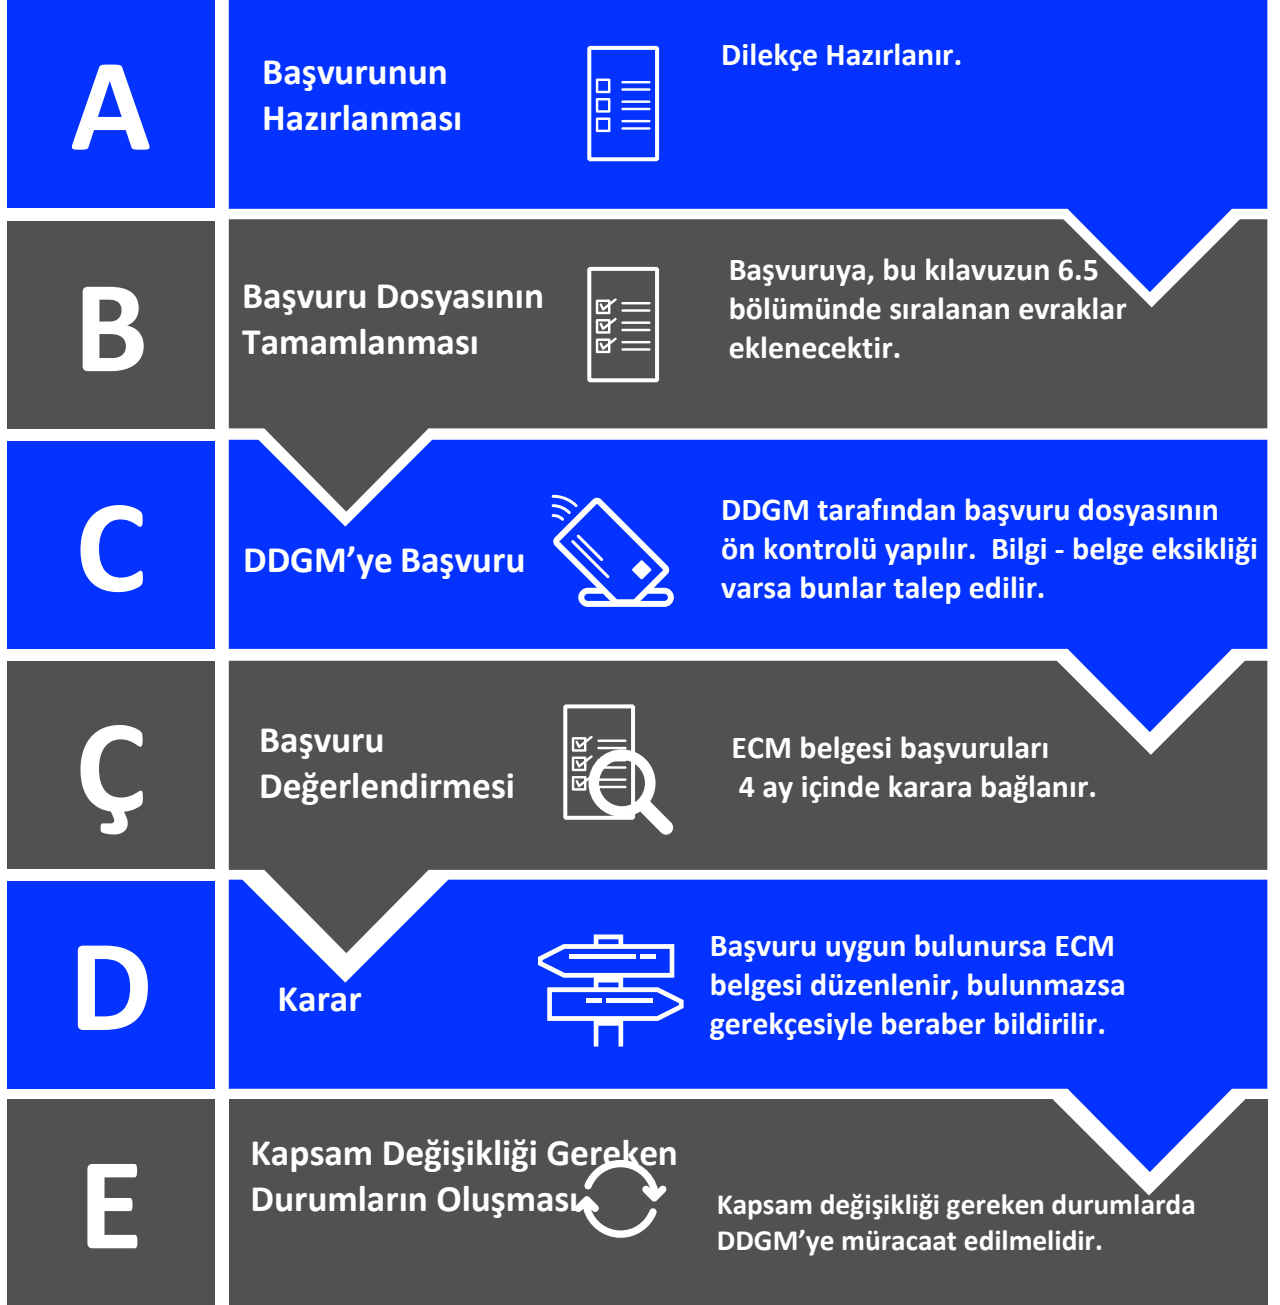 A
Başvurunun
Hazırlanması
Dilekçe Hazırlanır.
B
Başvuru Dosyasının
Tamamlanması
Başvuruya, bu kılavuzun 6.5
bölümünde sıralanan evraklar
eklenecektir.
C
DDGM’ye Başvuru
DDGM tarafından başvuru dosyasının
ön kontrolü yapılır. Bilgi - belge eksikliği
varsa bunlar talep edilir.
Ç
Başvuru
Değerlendirmesi
ECM belgesi başvuruları
4 ay içinde karara bağlanır.
D
Karar
Başvuru uygun bulunursa ECM
belgesi düzenlenir, bulunmazsa
gerekçesiyle beraber bildirilir.
E
Kapsam Değişikliği Gereken
Durumların Oluşması
Kapsam değişikliği gereken durumlarda
DDGM’ye müracaat edilmelidir.